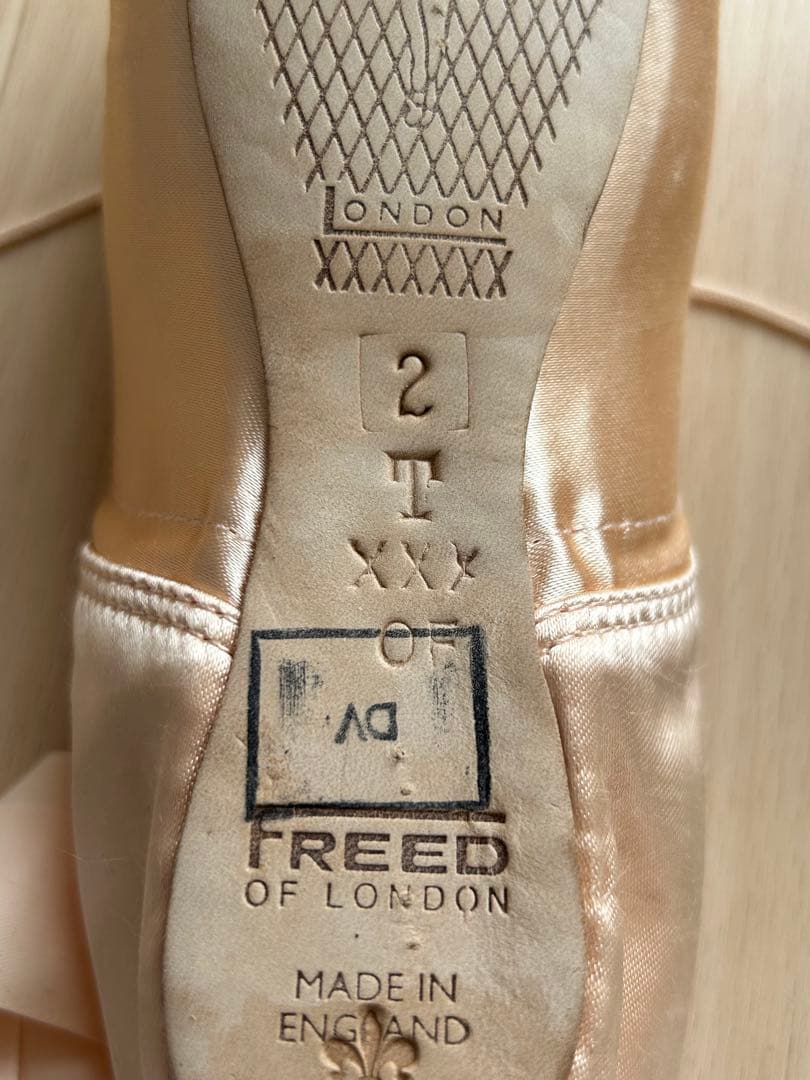 LONDON
XXXXXXX
2
T
XXX
OF
DV
FREED
OF LONDON
MADE IN
ENGLAND